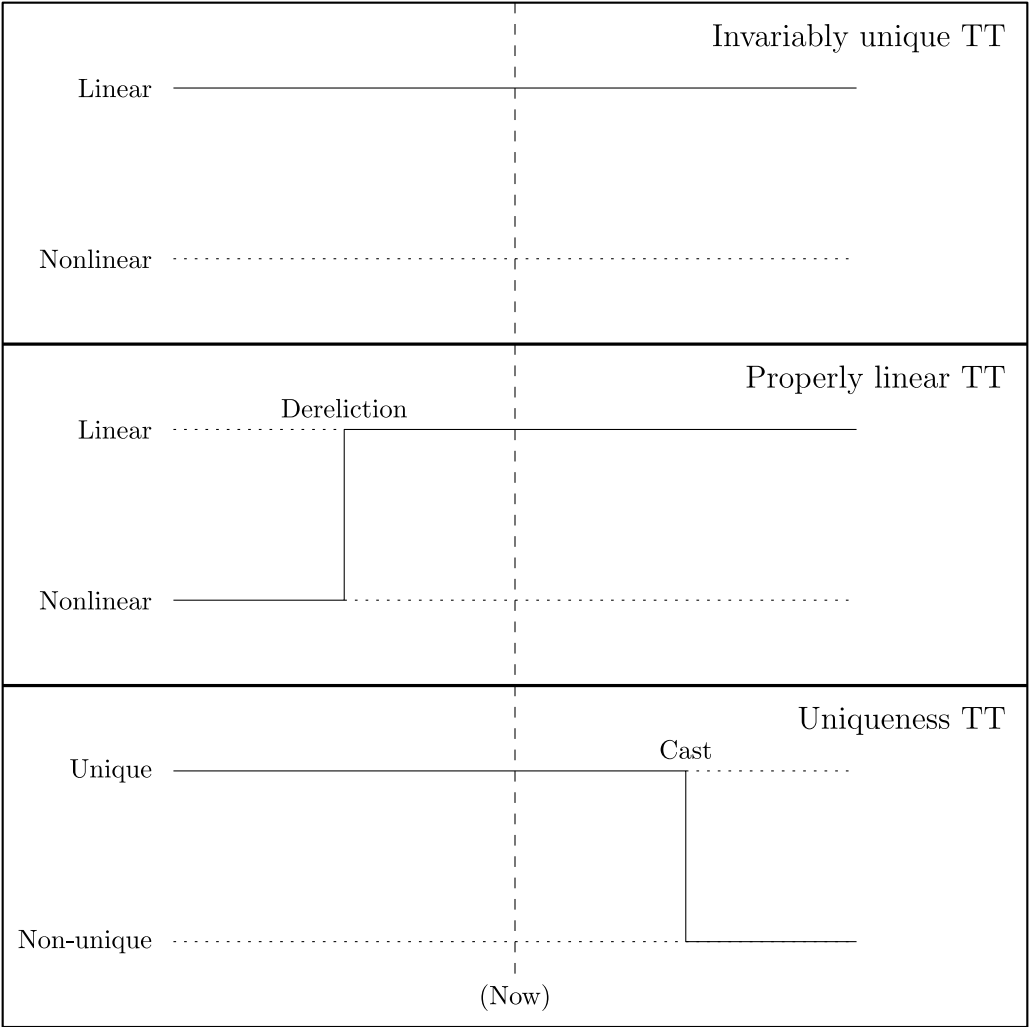 Invariably unique TT
Linear
Nonlinear
Properly linear TT
Dereliction
Linear
Nonlinear
Uniqueness TT
Cast
Unique
Non-unique
(Now)